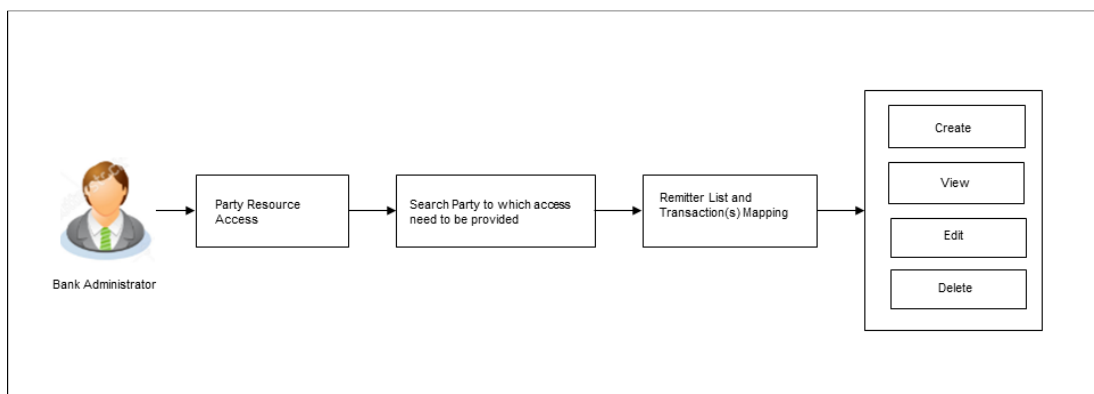 Bank Administrator
Party Resource
Access
Search Party to which access
need to be provided
Remitter List and
Transaction(s) Mapping
Create
View
Edit
Delete